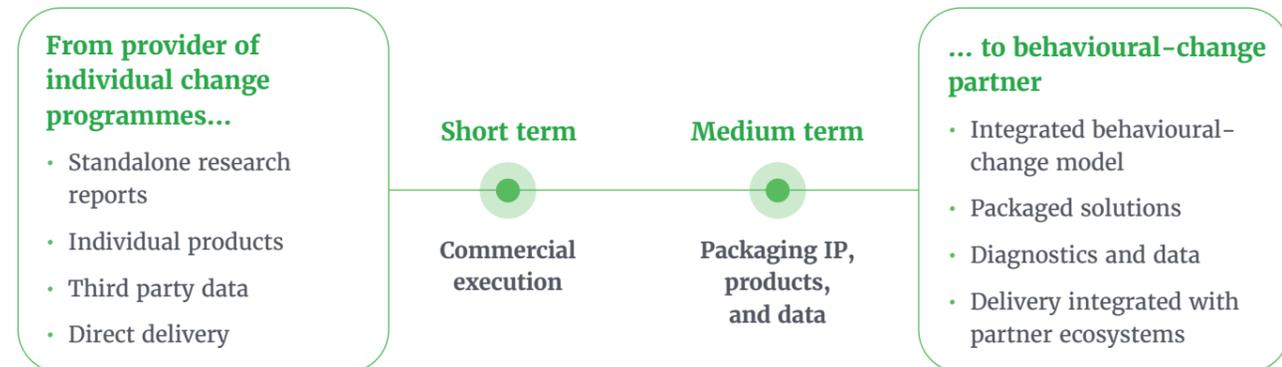 From provider of
individual change
programmes...
• Standalone research
reports
• Individual products
• Third party data
• Direct delivery
Short term
Commercial
execution
Medium term
Packaging IP,
products,
and data
... to behavioural-change
partner
• Integrated behavioural-
change model
• Packaged solutions
• Diagnostics and data
• Delivery integrated with
partner ecosystems